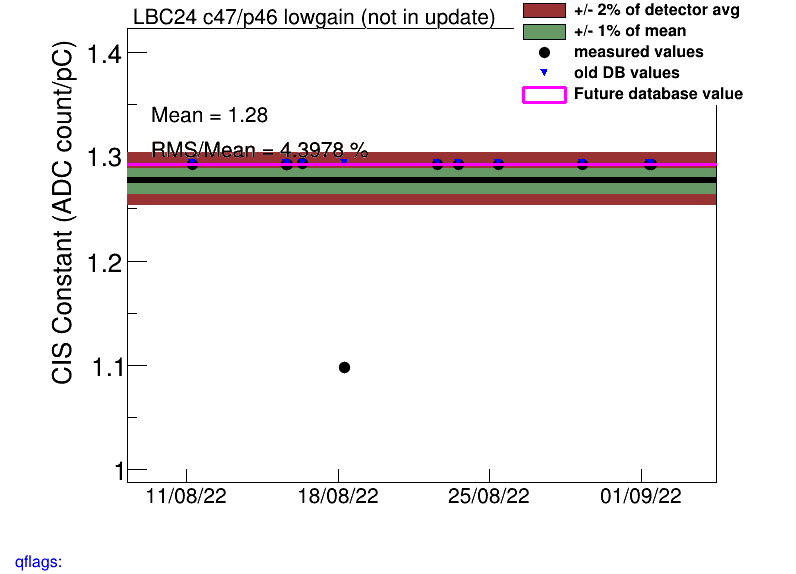 LBC24 c47/p46 lowgain (not in update)
+/- 2% of detector avg
+/- 1% of mean
measured values
old DB values
Future database value
Mean = 1.28
RMS/Mean = 4.3978 %
CIS Constant (ADC count/pC)
1.4
1.3
1.2
1.1
1
11/08/22 18/08/22 25/08/22 01/09/22
qflags: